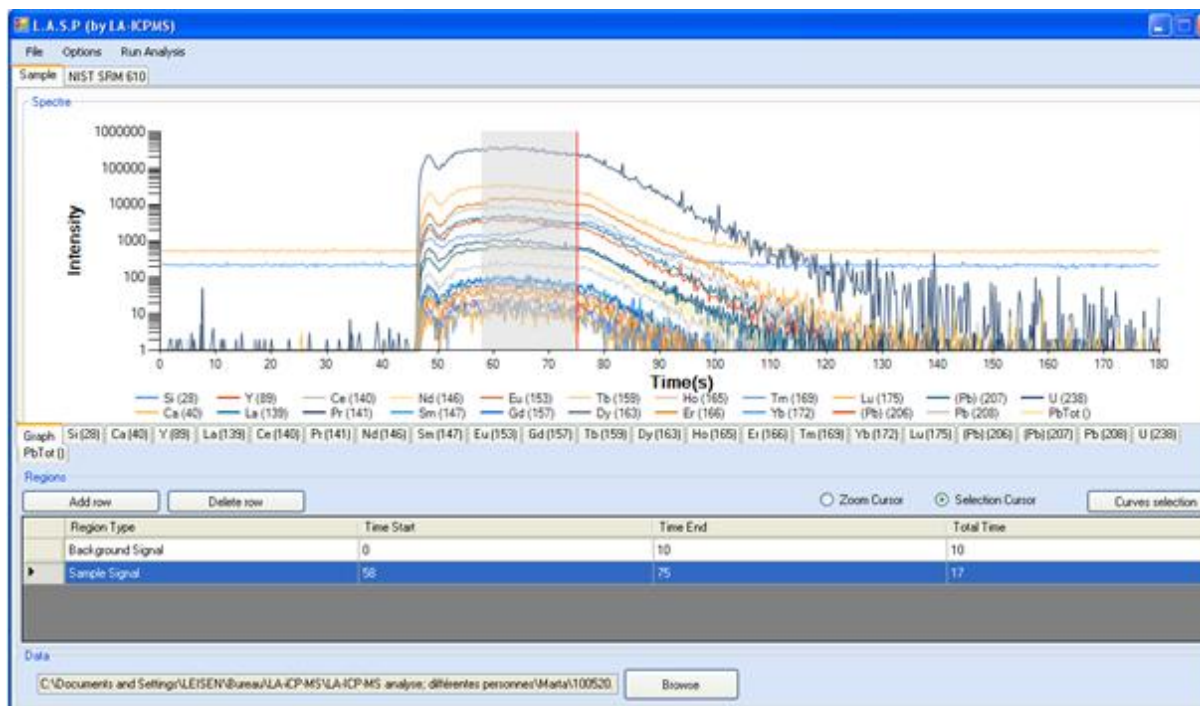 L.A.S.P (by LA-ICPMS)
File Options Run Analysis
Sample NIST SRM 610
Spectre
1000000
100000
10000
1000
100
10
1
Intensity
0 10 20 30 40 50 60 70 80 90 100 110 120 130 140 150 160 170 180
Time(s)
Si (28) Y (89) Ce (140) Nd (146) Eu (153) Tb (159) Ho (165) Tm (169) Lu (175) (Pb) (207) U (238)
Ca (40) La (139) Pr (141) Sm (147) Gd (157) Dy (163) Er (166) Yb (172) (Pb) (206) Pb (208) PbTot ()
Graph Si (28) Ca (40) Y (89) La (139) Ce (140) Pr (141) Nd (146) Sm (147) Eu (153) Gd (157) Tb (159) Dy (163) Ho (165) Er (166) Tm (169) Yb (172) Lu (175) (Pb) (206) (Pb) (207) Pb (208) U (238)
PbTot ()
Regions
Add row Delete row Zoom Cursor Selection Cursor Curves selection
Region Type Time Start Time End Total Time
Background Signal 0 10 10
Sample Signal 58 75 17
Data
C:\Documents and Settings\LEISEN\Bureau\LA-ICP-MS\LA-ICP-MS analyse; différentes personnes\Marta\100520. Browse